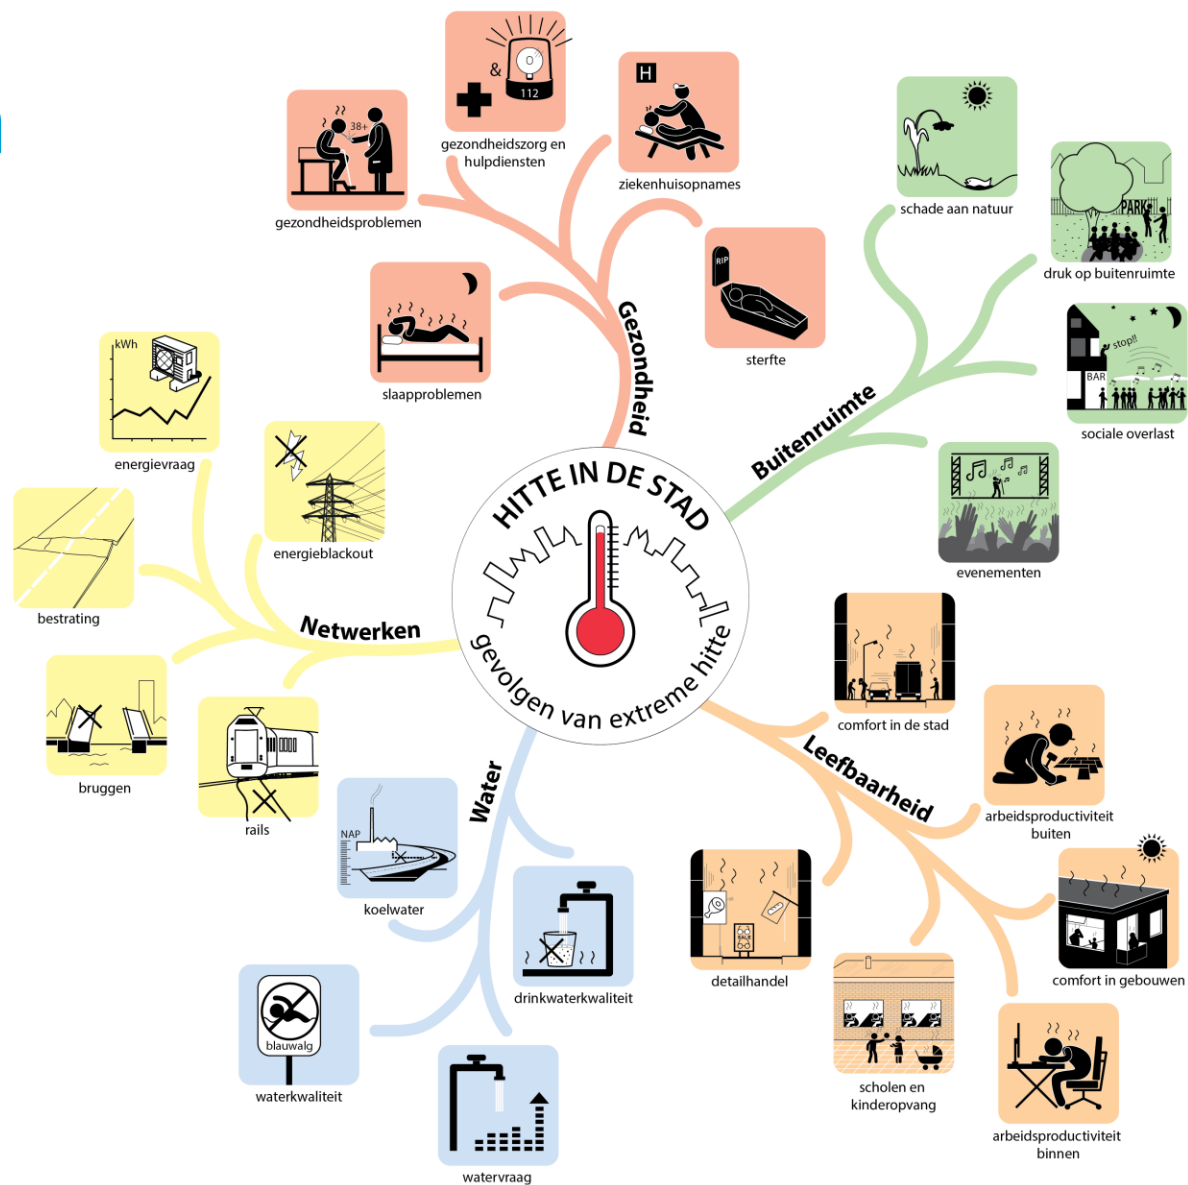 HITTE IN DE STAD
gevolgen van extreme hitte
Gezondheid
gezondheidsproblemen
38+
gezondheidszorg en
hulpdiensten
&
112
ziekenhuisopnames
H
slaapproblemen
sterfte
RIP
Buitenruimte
schade aan natuur
PARK
druk op buitenruimte
stop!!
BAR
sociale overlast
evenementen
Leefbaarheid
comfort in de stad
arbeidsproductiviteit
buiten
comfort in gebouwen
arbeidsproductiviteit
binnen
scholen en
kinderopvang
detailhandel
Water
NAP
koelwater
drinkwaterkwaliteit
blauwalg
waterkwaliteit
watervraag
Netwerken
kWh
energievraag
energieblackout
bestrating
bruggen
rails